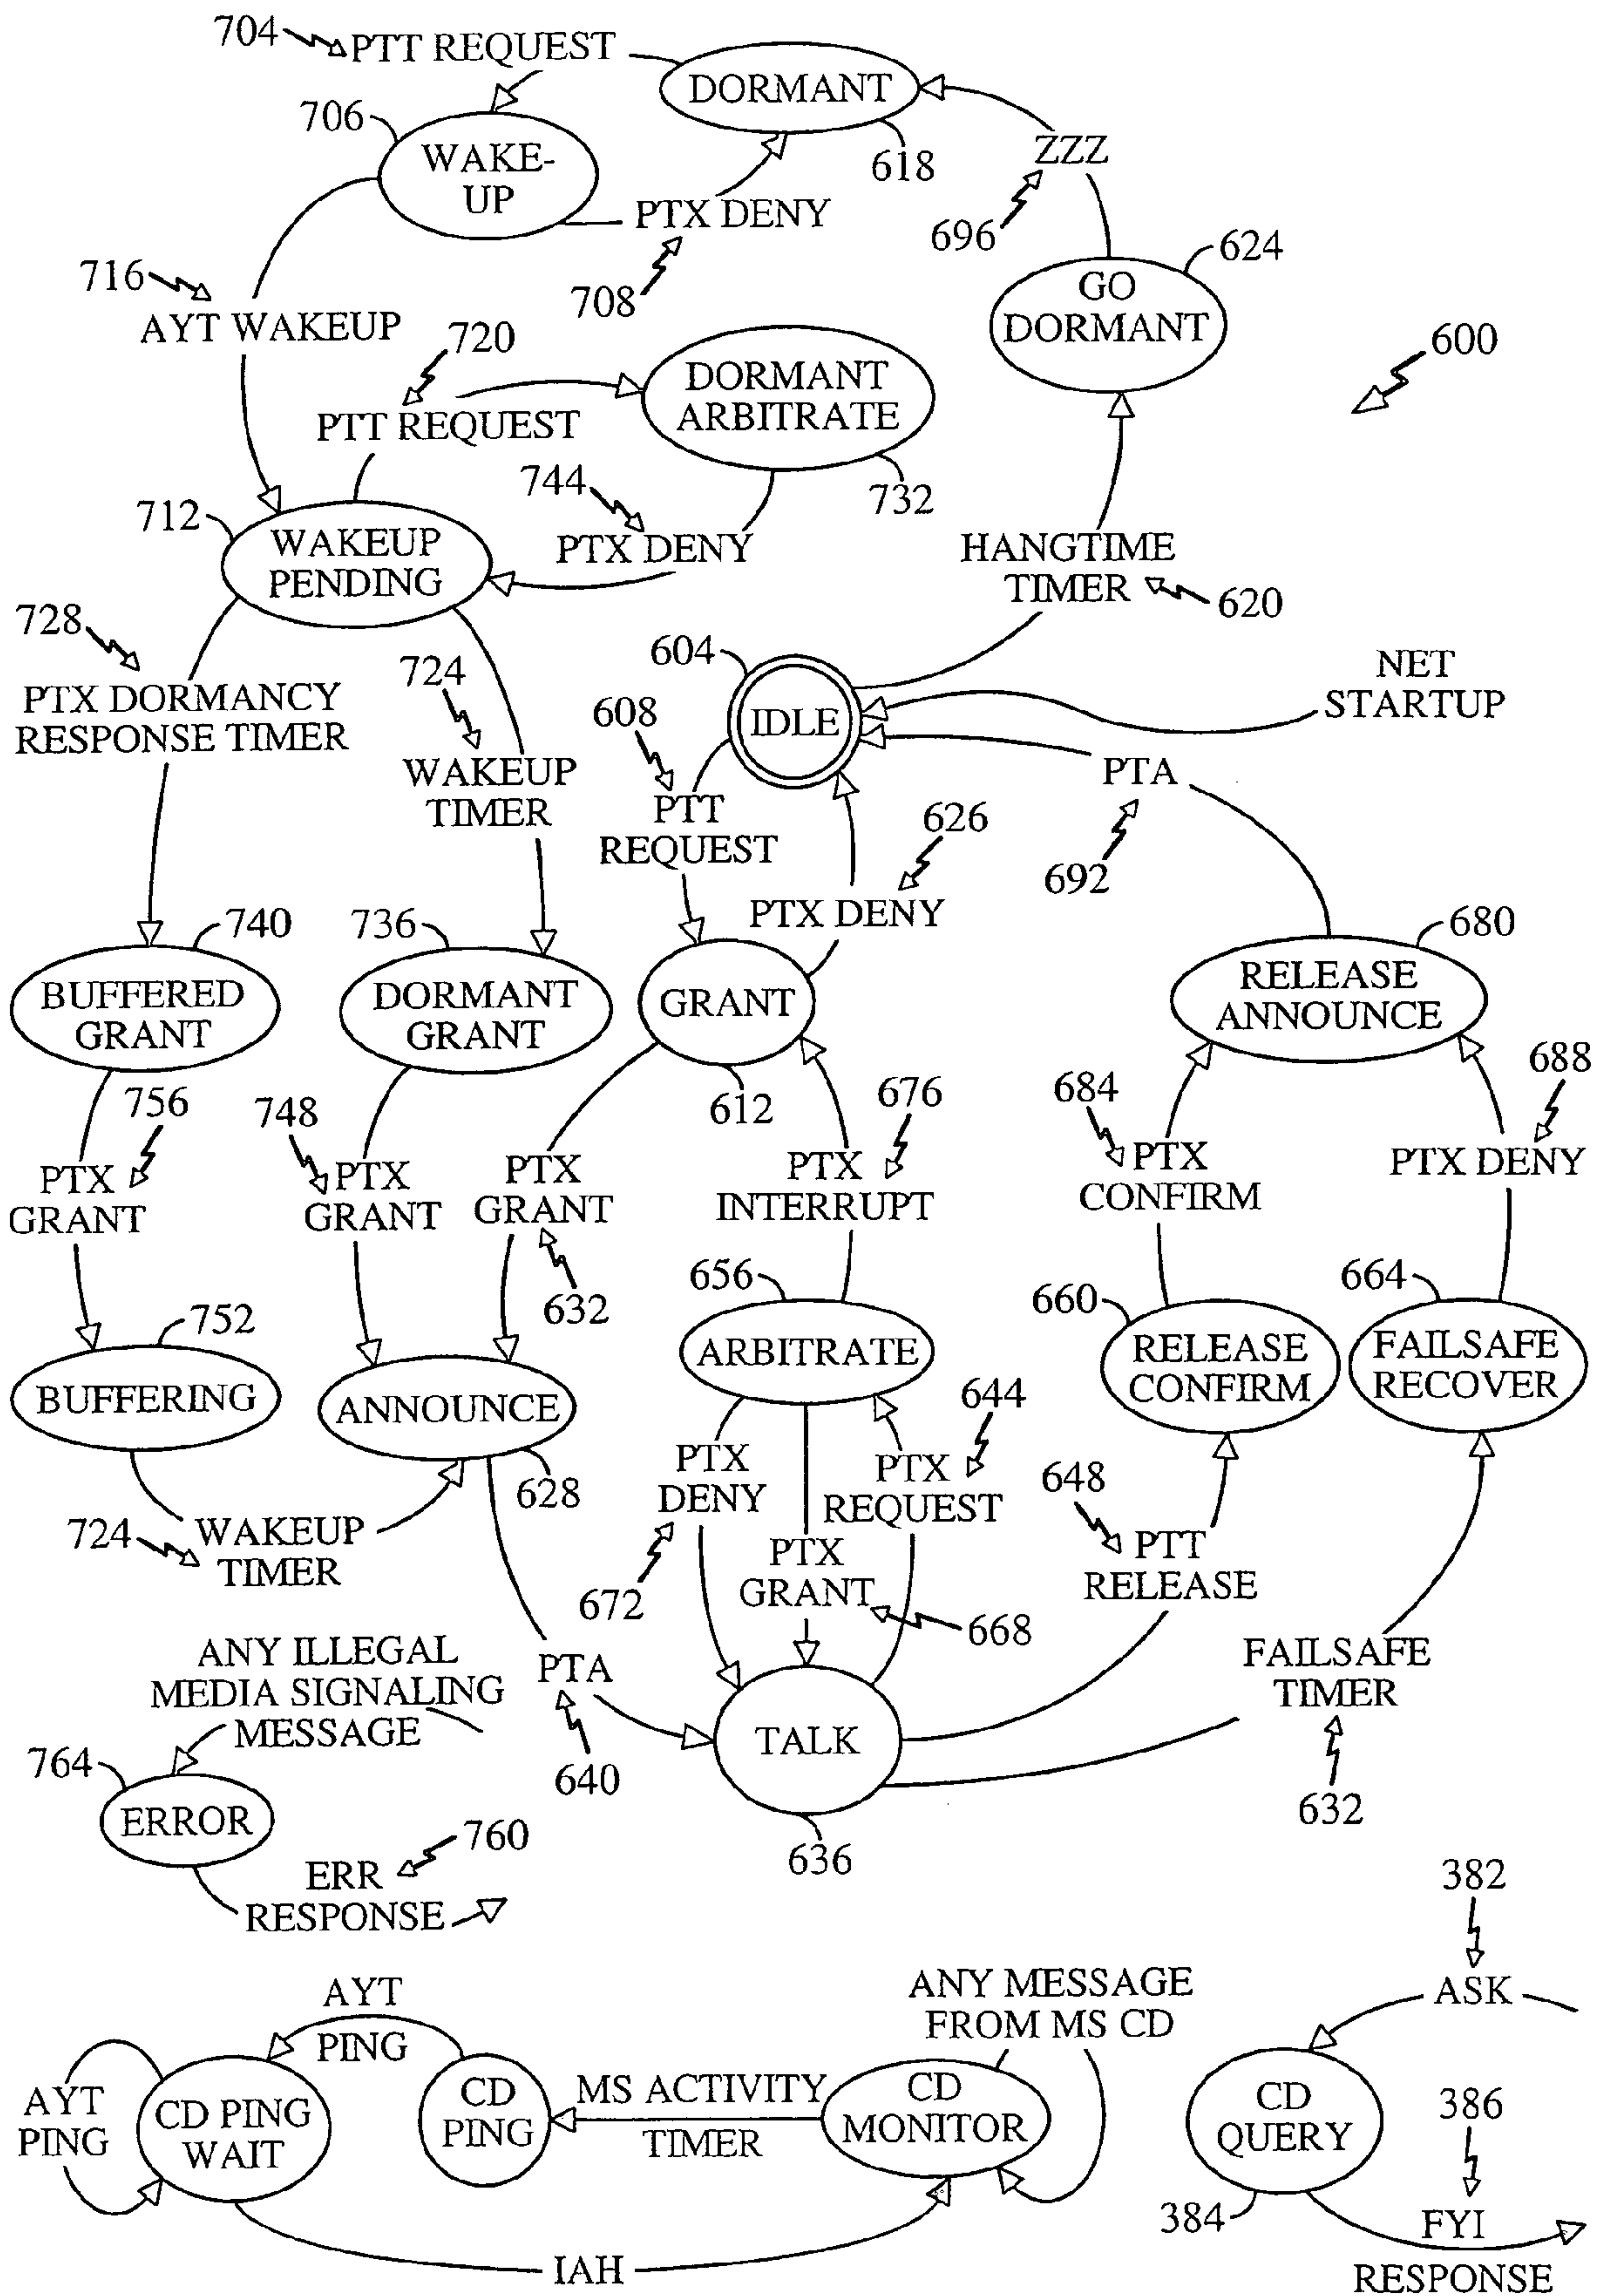 704
PTT REQUEST
DORMANT
706
WAKE-
UP
618
ZZZ
PTX DENY
696
624
716
708
GO
DORMANT
AYT WAKEUP
720
600
DORMANT
ARBITRATE
PTT REQUEST
744
732
712
WAKEUP
PENDING
PTX DENY
HANGTIME
TIMER
620
728
724
604
NET
STARTUP
PTX DORMANCY
RESPONSE TIMER
608
IDLE
WAKEUP
TIMER
PTT
REQUEST
PTA
626
692
PTX DENY
740
736
680
BUFFERED
GRANT
DORMANT
GRANT
GRANT
RELEASE
ANNOUNCE
756
748
612
676
684
688
PTX
GRANT
PTX
GRANT
PTX
GRANT
PTX
INTERRUPT
PTX
CONFIRM
PTX DENY
632
656
660
664
752
BUFFERING
ANNOUNCE
ARBITRATE
RELEASE
CONFIRM
FAILSAFE
RECOVER
644
628
PTX
DENY
PTX
REQUEST
648
724
WAKEUP
TIMER
PTX
GRANT
PTT
RELEASE
672
668
ANY ILLEGAL
MEDIA SIGNALING
MESSAGE
PTA
FAILSAFE
TIMER
764
TALK
640
632
ERROR
760
636
ERR
RESPONSE
382
AYT
PING
ANY MESSAGE
FROM MS CD
ASK
AYT
PING
CD PING
WAIT
CD
PING
MS ACTIVITY
TIMER
CD
MONITOR
CD
QUERY
386
384
FYI
RESPONSE
IAH